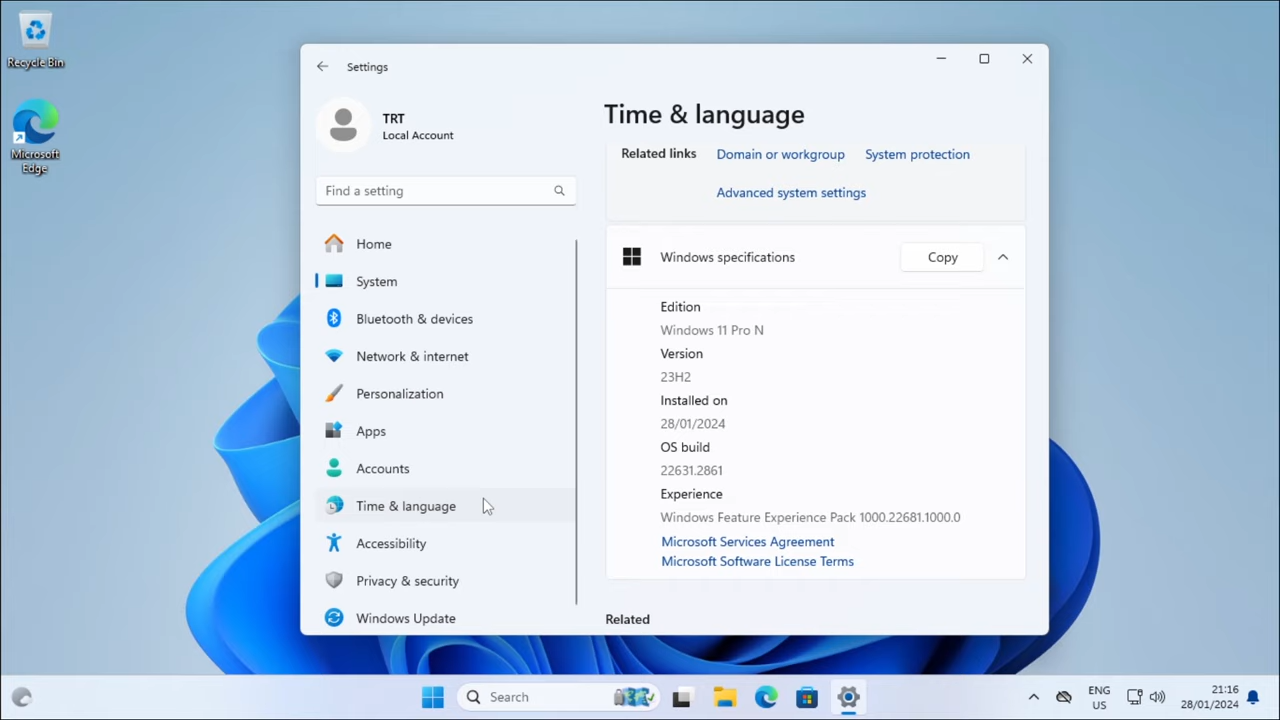 Recycle Bin
Microsoft
Edge
Settings
TRT
Local Account
Find a setting
Home
System
Bluetooth & devices
Network & internet
Personalization
Apps
Accounts
Time & language
Accessibility
Privacy & security
Windows Update
Time & language
Related links Domain or workgroup System protection
Advanced system settings
Windows specifications Copy
Edition
Windows 11 Pro N
Version
23H2
Installed on
28/01/2024
OS build
22631.2861
Experience
Windows Feature Experience Pack 1000.22681.1000.0
Microsoft Services Agreement
Microsoft Software License Terms
Related
Search
ENG
US
21:16
28/01/2024